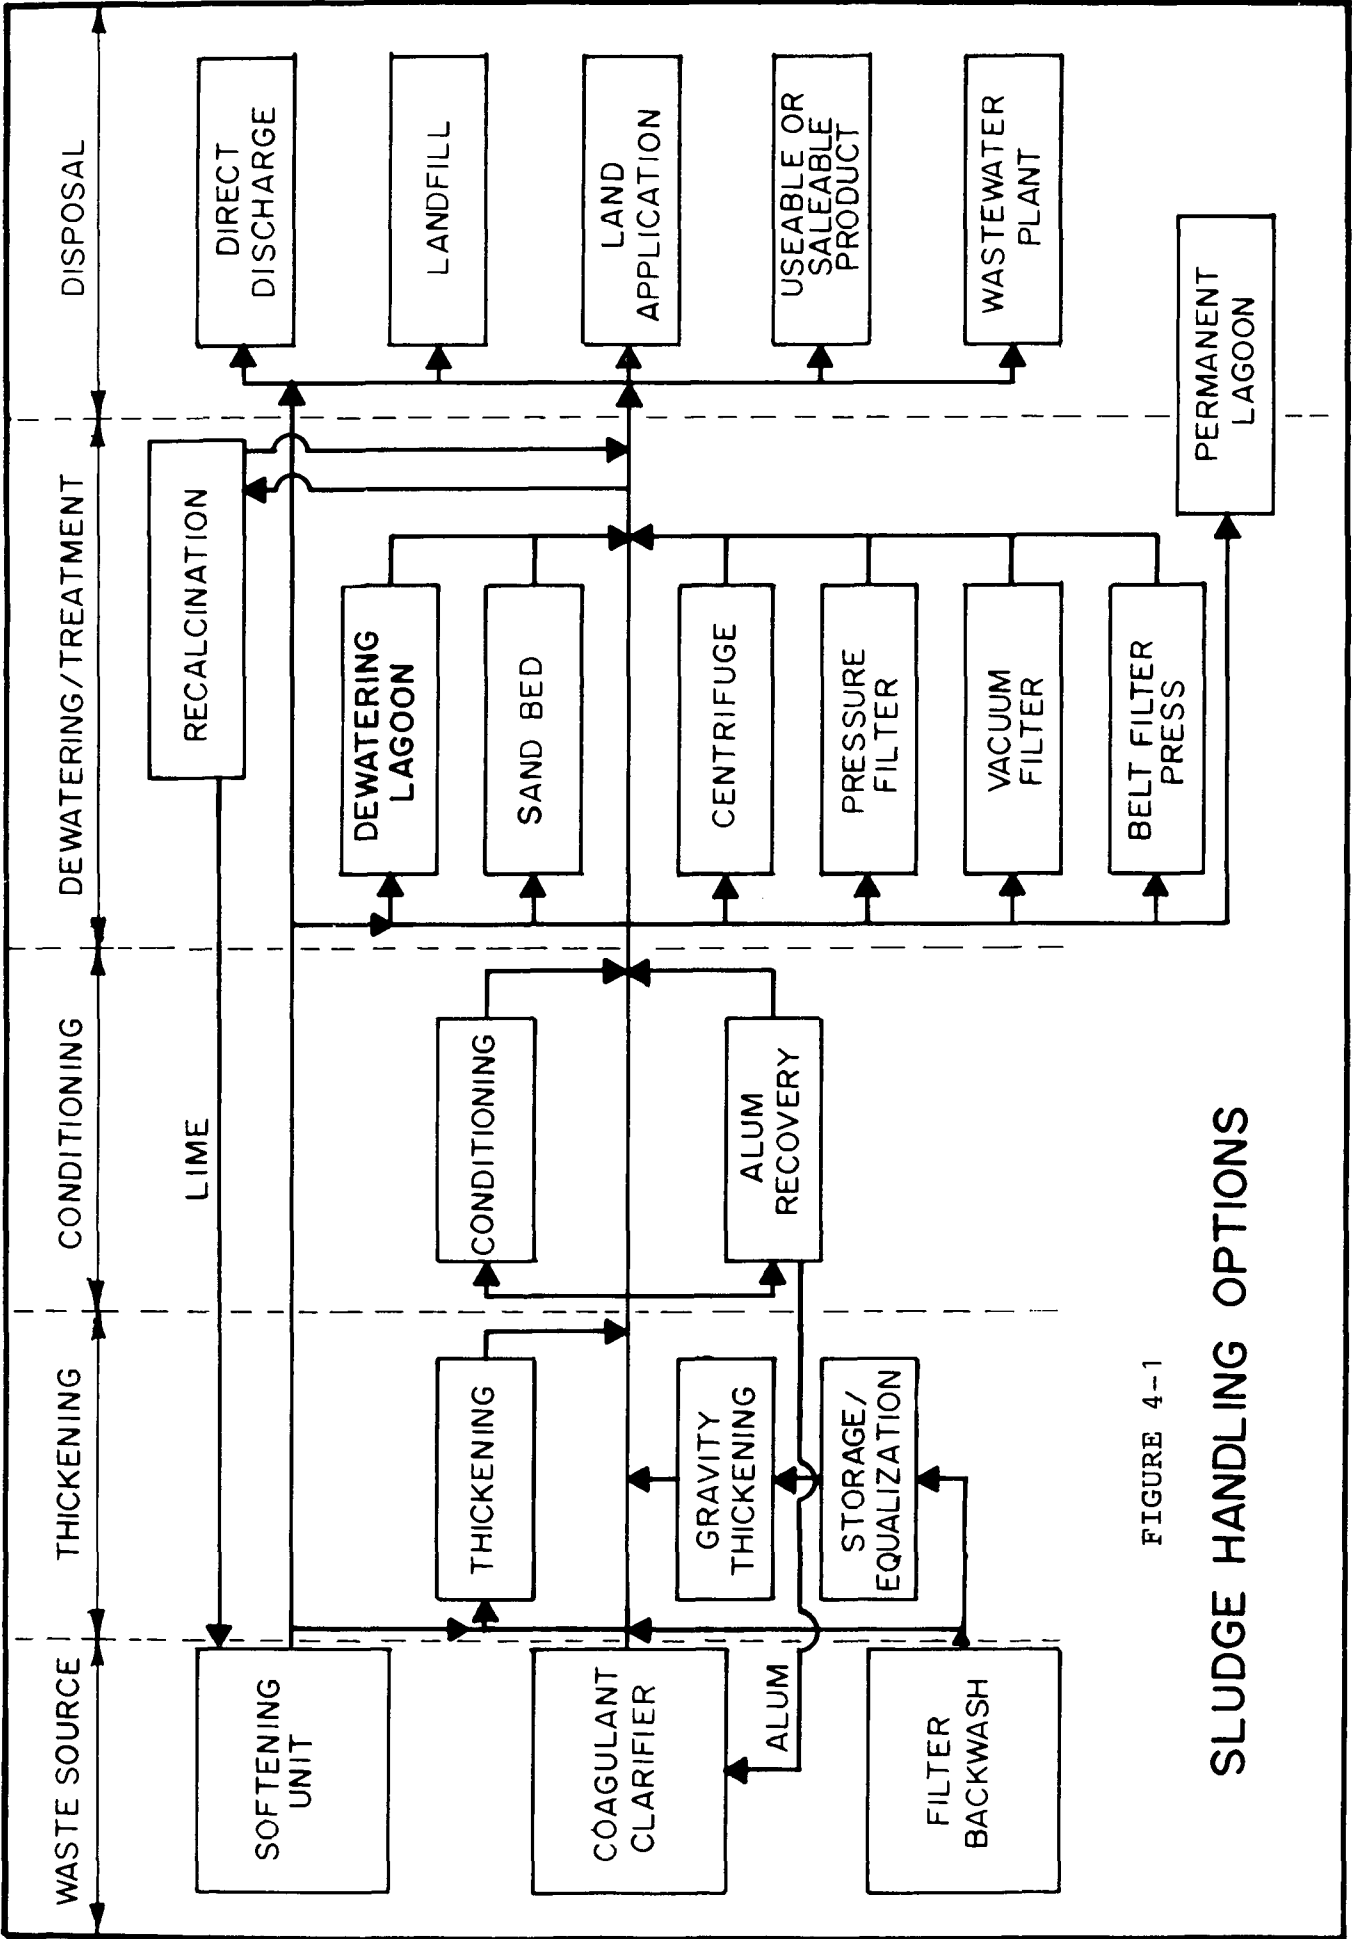 WASTE SOURCE
THICKENING
CONDITIONING
DEWATERING/TREATMENT
DISPOSAL
SOFTENING
UNIT
COAGULANT
CLARIFIER
FILTER
BACKWASH
ALUM
LIME
THICKENING
GRAVITY
THICKENING
STORAGE/
EQUALIZATION
CONDITIONING
ALUM
RECOVERY
RECALCINATION
DEWATERING
LAGOON
SAND BED
CENTRIFUGE
PRESSURE
FILTER
VACUUM
FILTER
BELT FILTER
PRESS
DIRECT
DISCHARGE
LANDFILL
LAND
APPLICATION
USEABLE OR
SALEABLE
PRODUCT
WASTEWATER
PLANT
PERMANENT
LAGOON
FIGURE 4-1
SLUDGE HANDLING OPTIONS